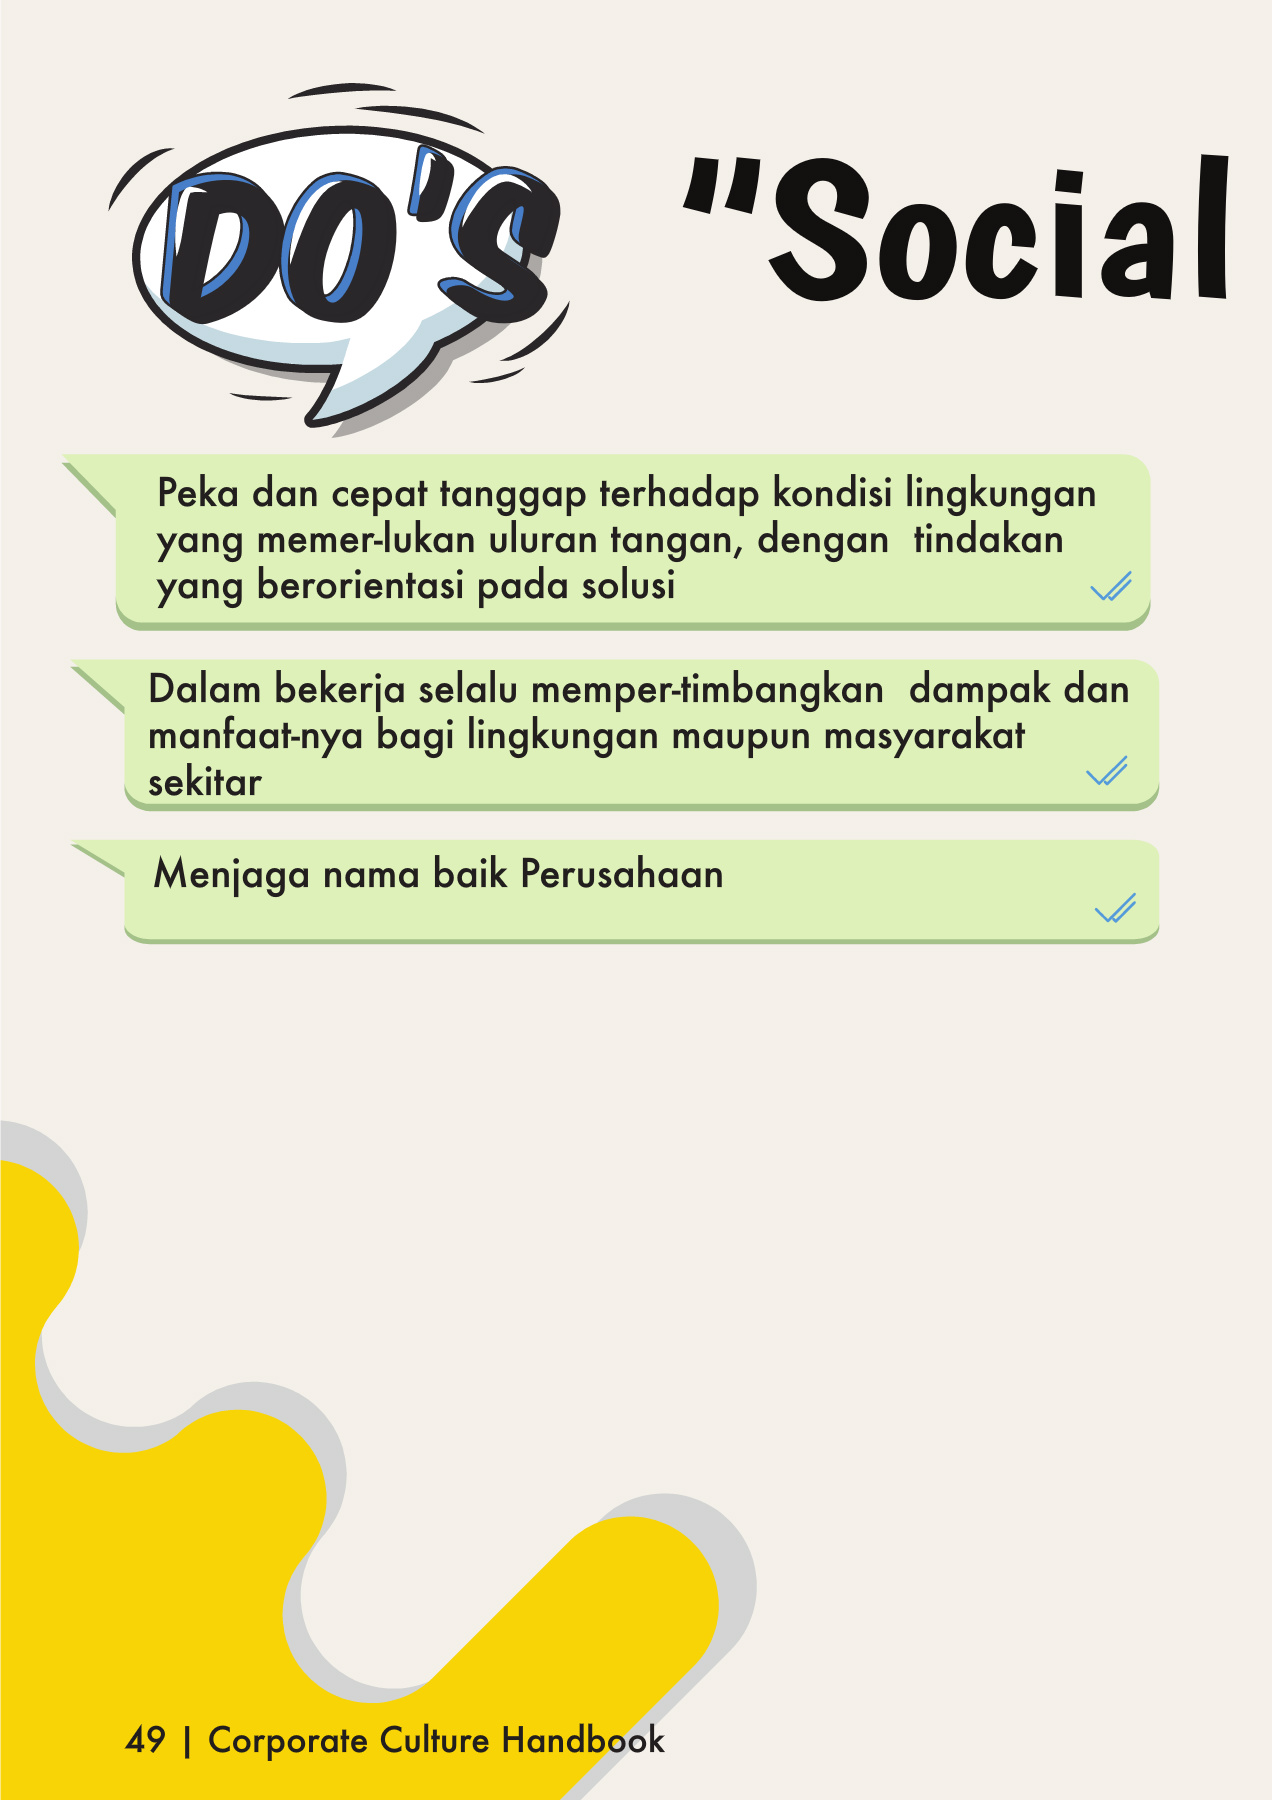 DO'S
"Social
Peka dan cepat tanggap terhadap kondisi lingkungan
yang memer-lukan uluran tangan, dengan  tindakan
yang berorientasi pada solusi
Dalam bekerja selalu memper-timbangkan  dampak dan
manfaat-nya bagi lingkungan maupun masyarakat
sekitar
Menjaga nama baik Perusahaan
49 | Corporate Culture Handbook